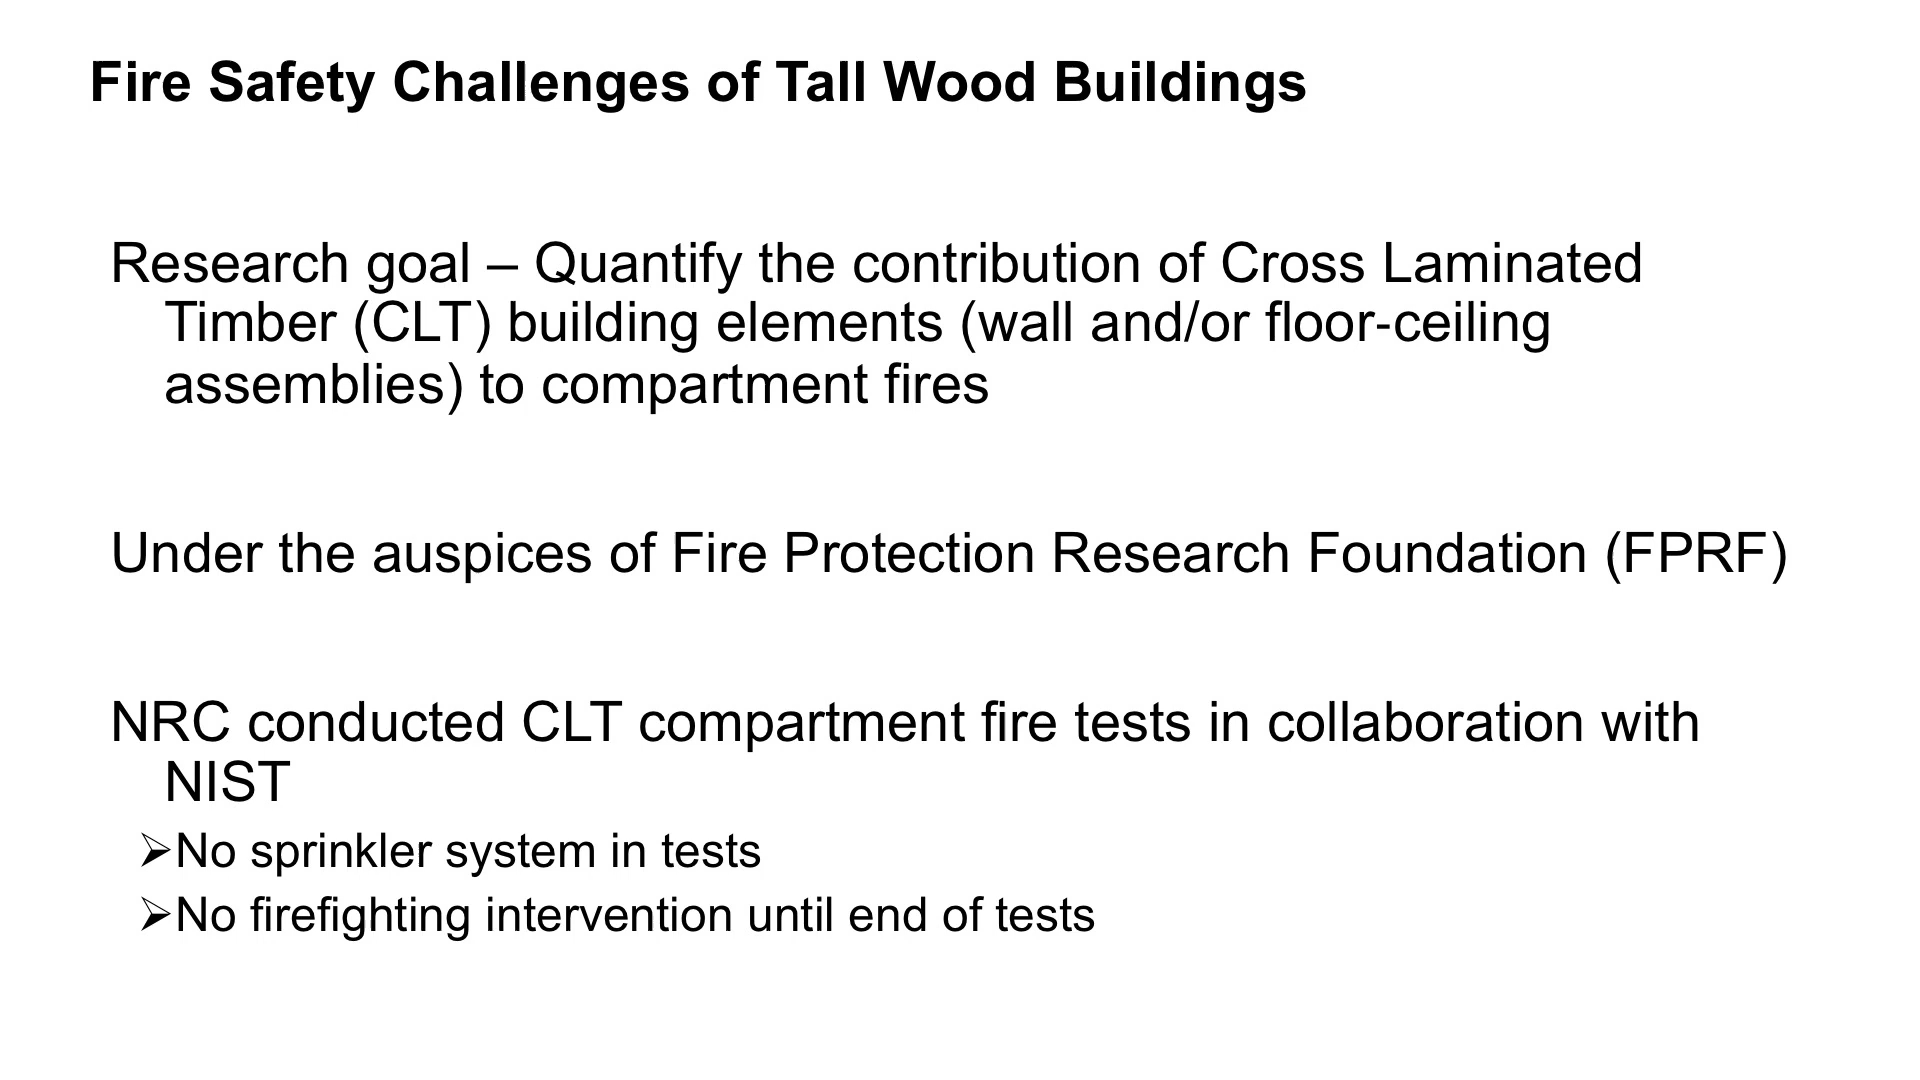 Fire Safety Challenges of Tall Wood Buildings
Research goal – Quantify the contribution of Cross Laminated
Timber (CLT) building elements (wall and/or floor-ceiling
assemblies) to compartment fires
Under the auspices of Fire Protection Research Foundation (FPRF)
NRC conducted CLT compartment fire tests in collaboration with
NIST
➢No sprinkler system in tests
➢No firefighting intervention until end of tests